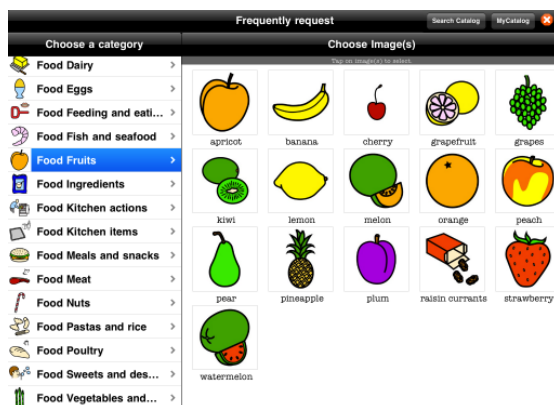 Frequently request
Search Catalog
MyCatalog
Choose a category
Choose Image(s)
Tap on image(s) to select
Food Dairy
Food Eggs
Food Feeding and eati...
Food Fish and seafood
Food Fruits
Food Ingredients
Food Kitchen actions
Food Kitchen items
Food Meals and snacks
Food Meat
Food Nuts
Food Pastas and rice
Food Poultry
Food Sweets and des...
Food Vegetables and...
apricot banana cherry grapefruit grapes
kiwi lemon melon orange peach
pear pineapple plum raisin currants strawberry
watermelon